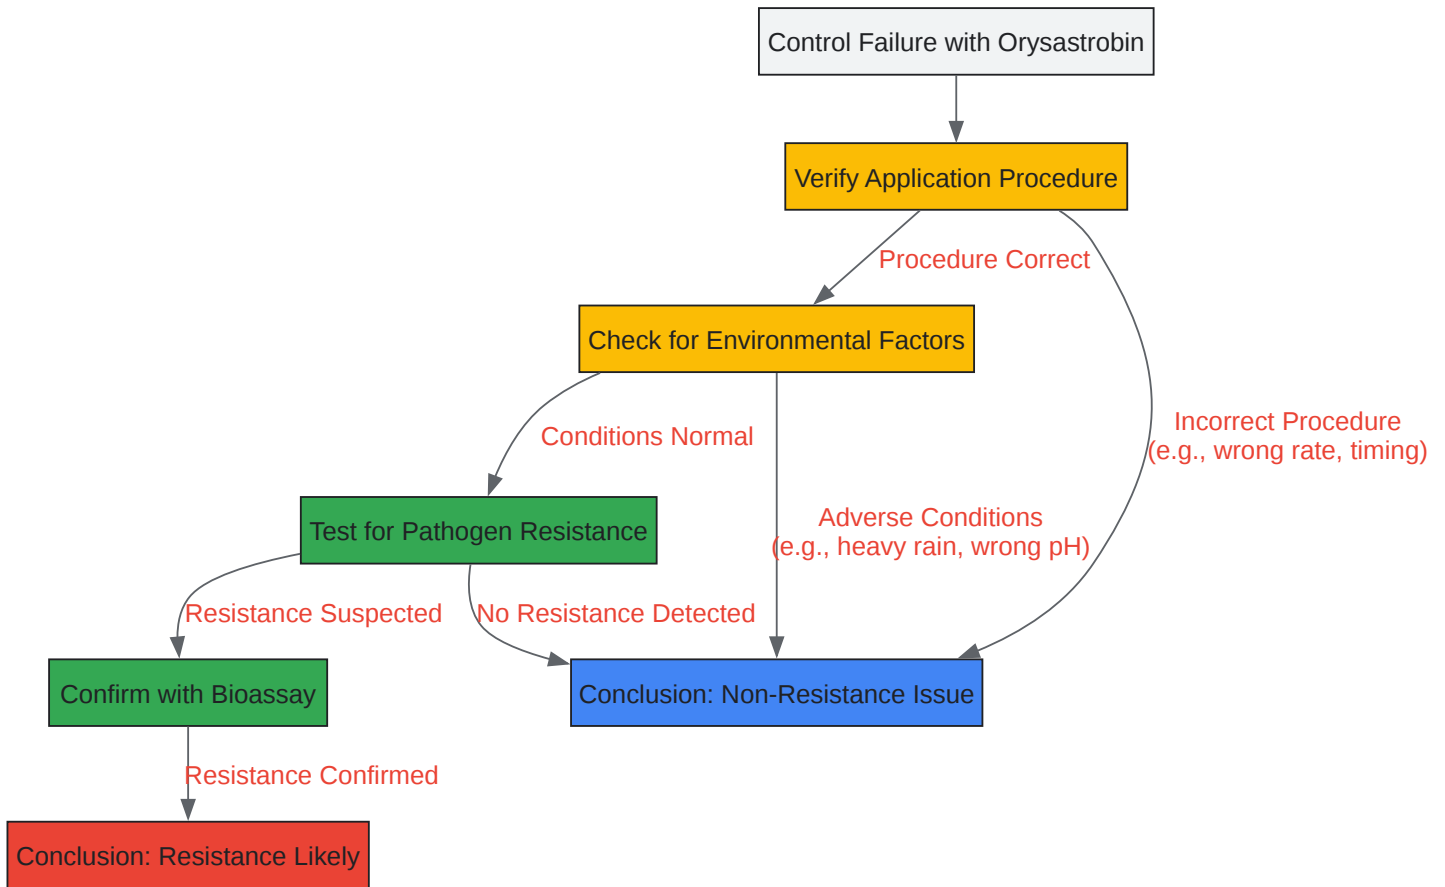 Control Failure with Orysastrobin
Verify Application Procedure
Procedure Correct
Check for Environmental Factors
Incorrect Procedure
(e.g., wrong rate, timing)
Conditions Normal
Adverse Conditions
(e.g., heavy rain, wrong pH)
Test for Pathogen Resistance
Resistance Suspected
No Resistance Detected
Confirm with Bioassay
Conclusion: Non-Resistance Issue
Resistance Confirmed
Conclusion: Resistance Likely